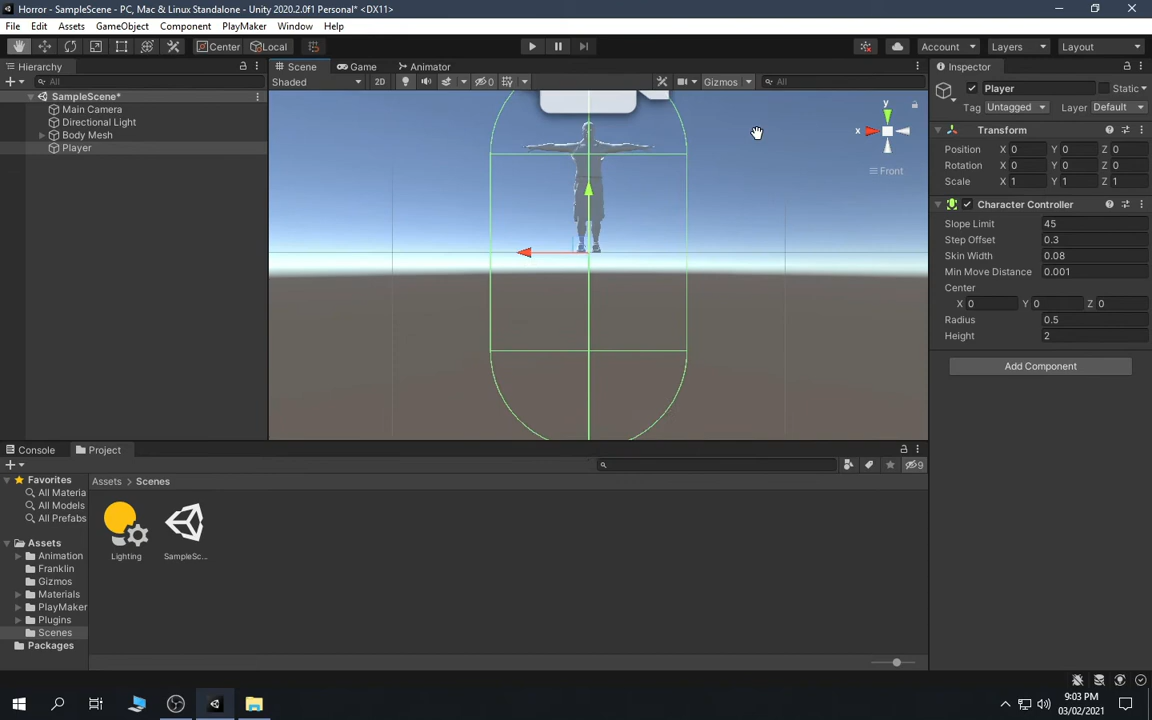 Horror - SampleScene - PC, Mac & Linux Standalone - Unity 2020.2.0f1 Personal* <DX11>
File Edit Assets GameObject Component PlayMaker Window Help
Center Local Account Layers Layout
Hierarchy
All
SampleScene*
Main Camera
Directional Light
Body Mesh
Player
Scene Game Animator
Shaded 2D 0 Gizmos All
y
x
Front
Inspector
Player Static
Tag Untagged Layer Default
Transform
Position X 0 Y 0 Z 0
Rotation X 0 Y 0 Z 0
Scale X 1 Y 1 Z 1
Character Controller
Slope Limit 45
Step Offset 0.3
Skin Width 0.08
Min Move Distance 0.001
Center
X 0 Y 0 Z 0
Radius 0.5
Height 2
Add Component
Console Project
9
Favorites
All Materia
All Models
All Prefabs
Assets
Animation
Franklin
Gizmos
Materials
PlayMaker
Plugins
Scenes
Packages
Assets > Scenes
Lighting
SampleSc...
9:03 PM
03/02/2021